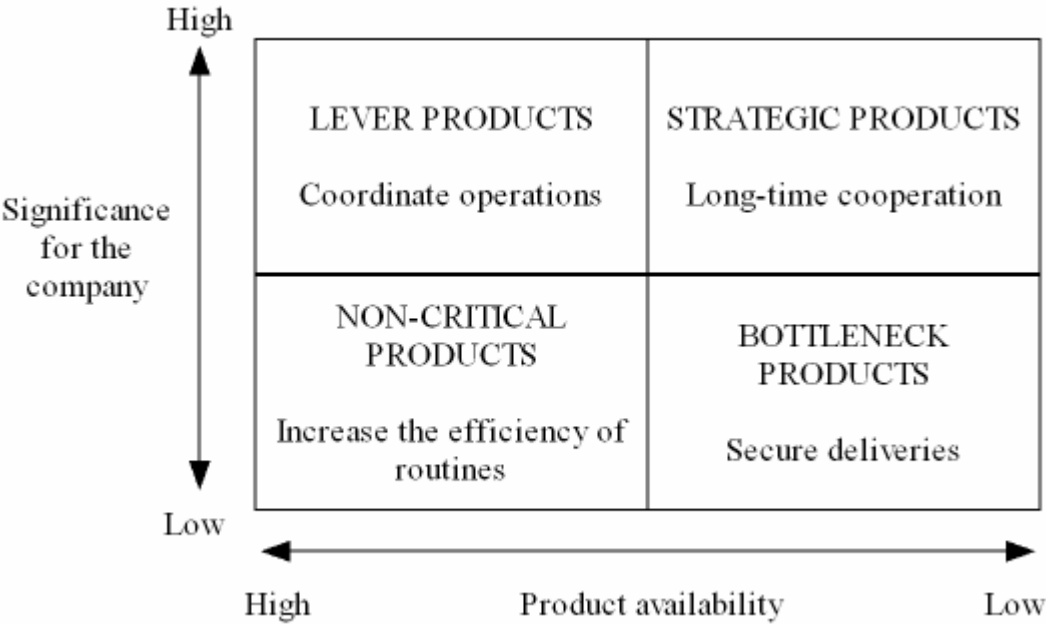 High
LEVER PRODUCTS
Coordinate operations
STRATEGIC PRODUCTS
Long-time cooperation
Significance
for the
company
NON-CRITICAL
PRODUCTS
Increase the efficiency of
routines
BOTTLENECK
PRODUCTS
Secure deliveries
Low
High
Product availability
Low